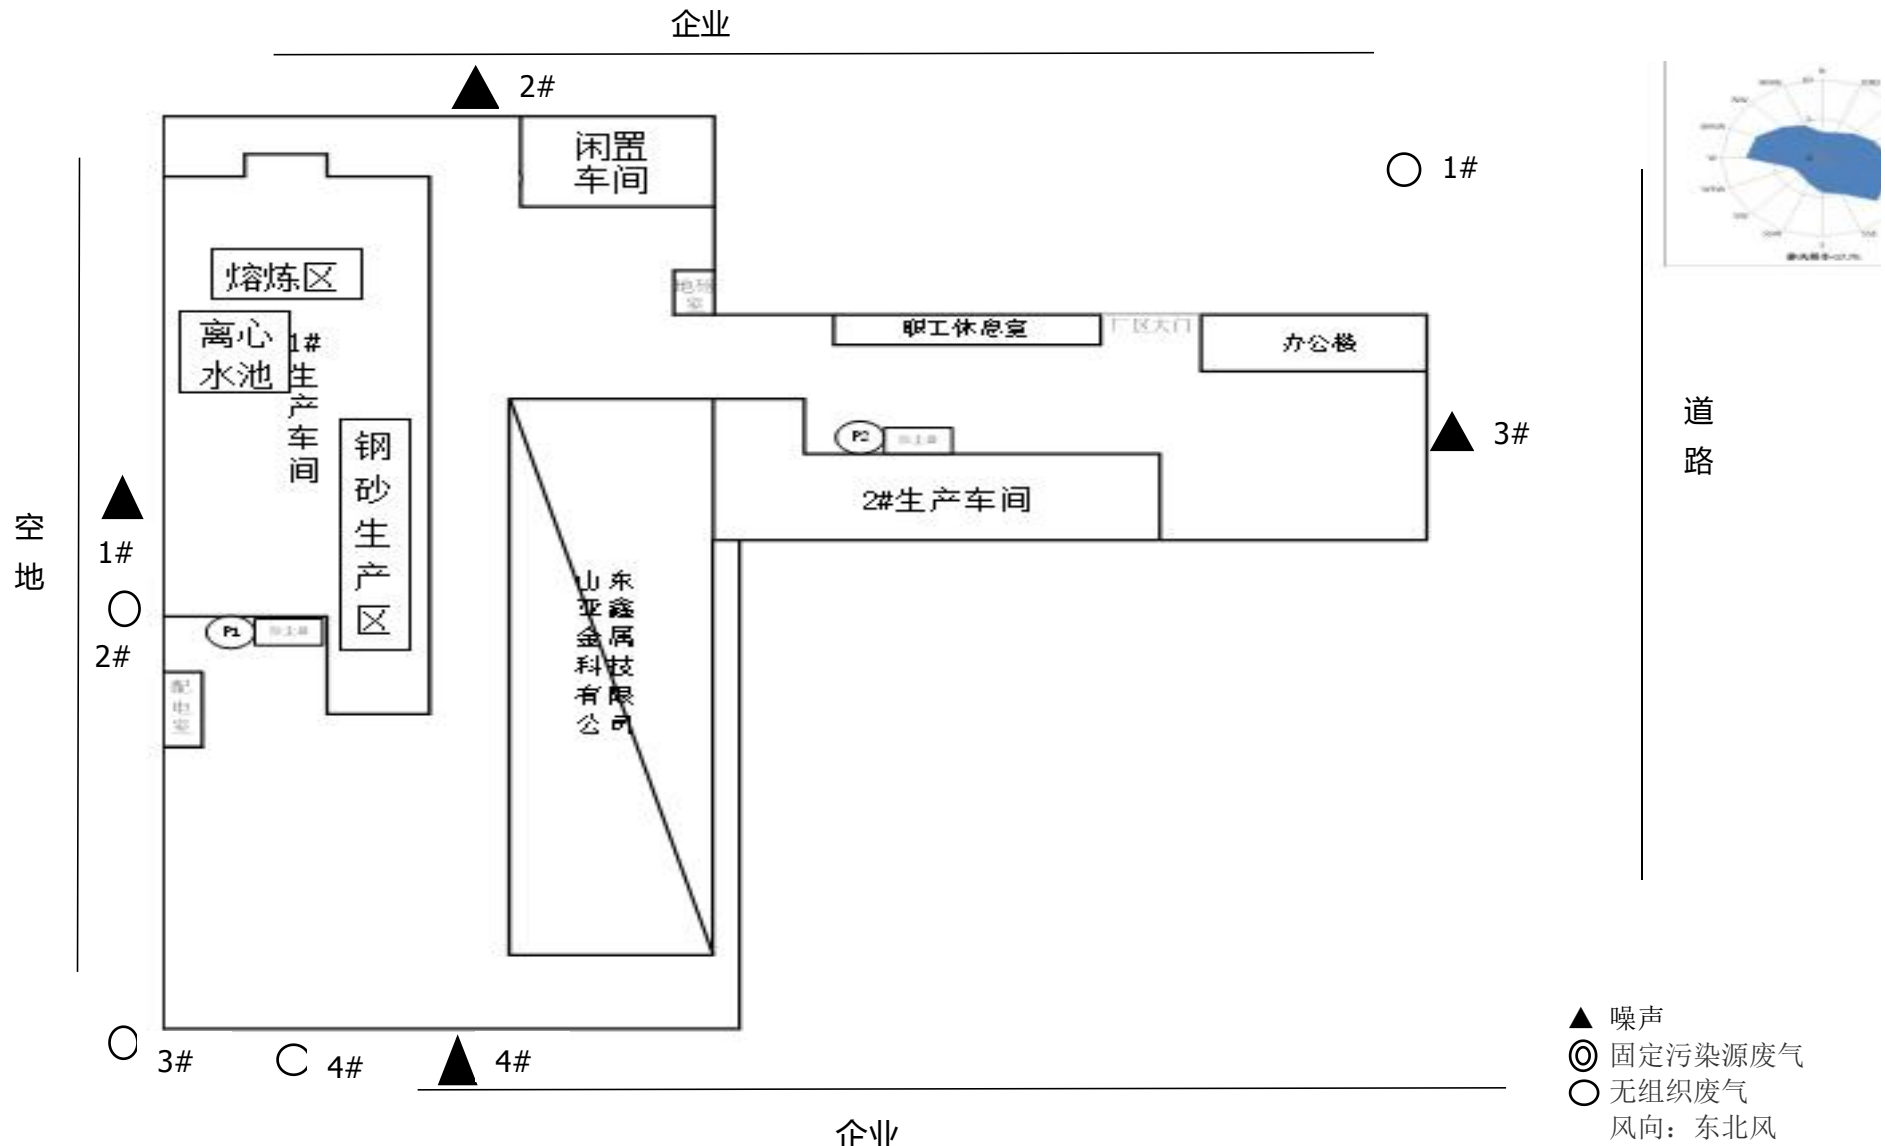 企业
2#
闲置
车间
1#
熔炼区
离心
水池
1#
生
产
车
间
职工休息室
厂区大门
办公楼
道
路
3#
钢
砂
生
产
区
P2
2#生产车间
空
地
1#
2#
P1
山东
亚鑫
金属
科技
有限
公司
配
电
室
3#
4#
4#
企业
噪声
固定污染源废气
无组织废气
风向：东北风